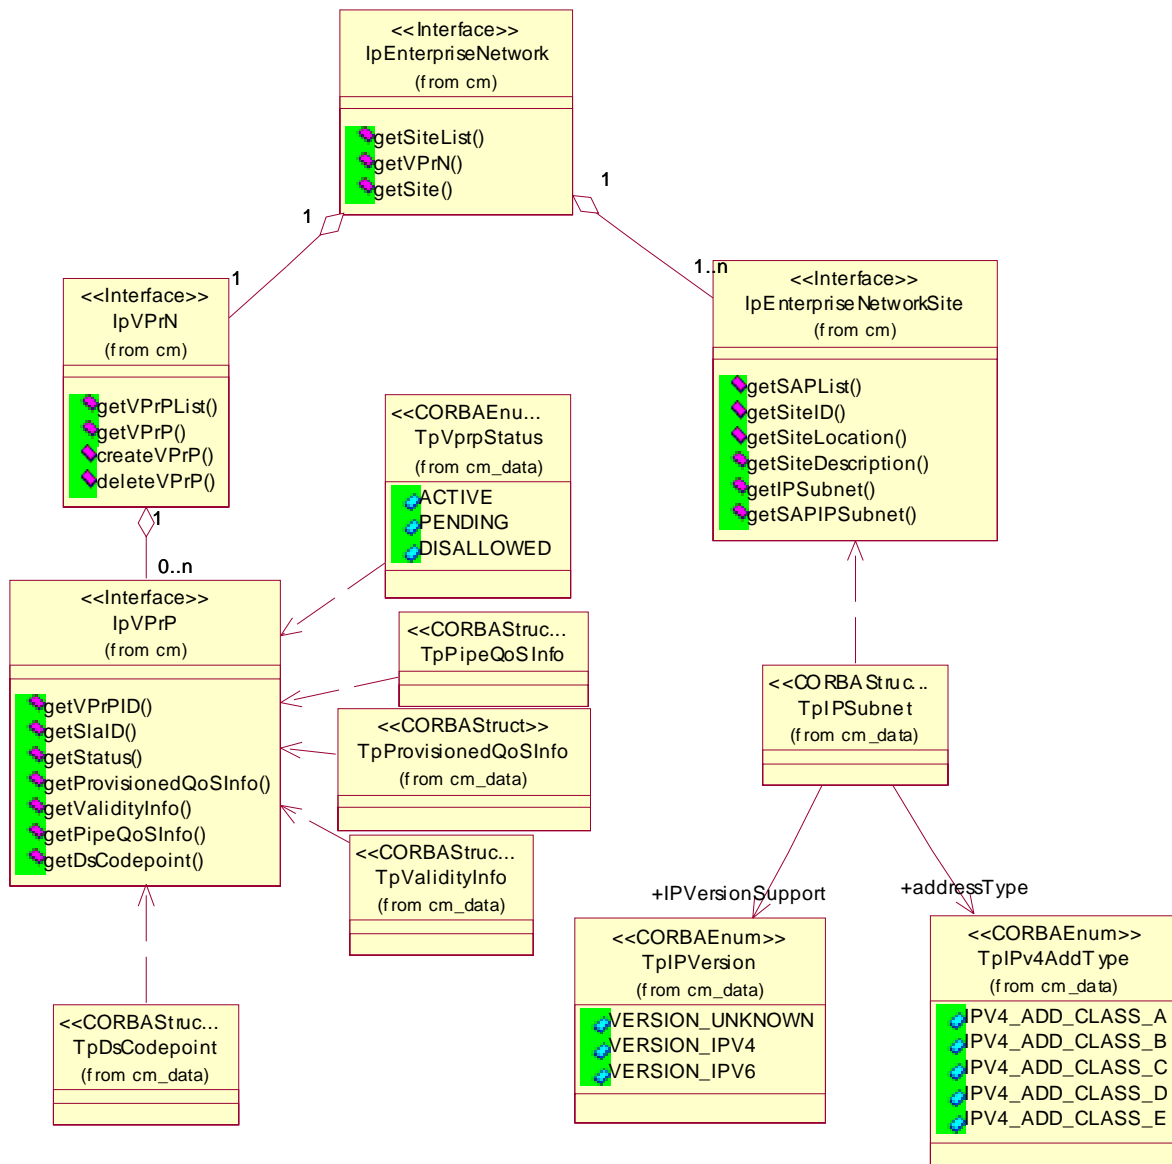 <<Interface>>
IpEnterpriseNetwork
(from cm)
getSiteList()
getVPrN()
getSite()
1
1
1
1..n
<<Interface>>
IpVPrN
(from cm)
getVPrPList()
getVPrP()
createVPrP()
deleteVPrP()
<<Interface>>
IpEnterpriseNetworkSite
(from cm)
getSAPList()
getSiteID()
getSiteLocation()
getSiteDescription()
getIPSubnet()
getSAPIPSubnet()
<<CORBAEnu...
TpVprpStatus
(from cm_data)
ACTIVE
PENDING
DISALLOWED
1
0..n
<<Interface>>
IpVPrP
(from cm)
getVPrPID()
getSlaID()
getStatus()
getProvisionedQoSInfo()
getValidityInfo()
getPipeQoSInfo()
getDsCodepoint()
<<CORBAStruc...
TpPipeQoSInfo
<<CORBAStruct>>
TpProvisionedQoSInfo
(from cm_data)
<<CORBAStruc...
TpValidityInfo
(from cm_data)
<<CORBAStruc...
TpIPSubnet
(from cm_data)
+IPVersionSupport
+addressType
<<CORBAEnum>>
TpIPVersion
(from cm_data)
VERSION_UNKNOWN
VERSION_IPV4
VERSION_IPV6
<<CORBAEnum>>
TpIPv4AddType
(from cm_data)
IPV4_ADD_CLASS_A
IPV4_ADD_CLASS_B
IPV4_ADD_CLASS_C
IPV4_ADD_CLASS_D
IPV4_ADD_CLASS_E
<<CORBAStruc...
TpDsCodepoint
(from cm_data)